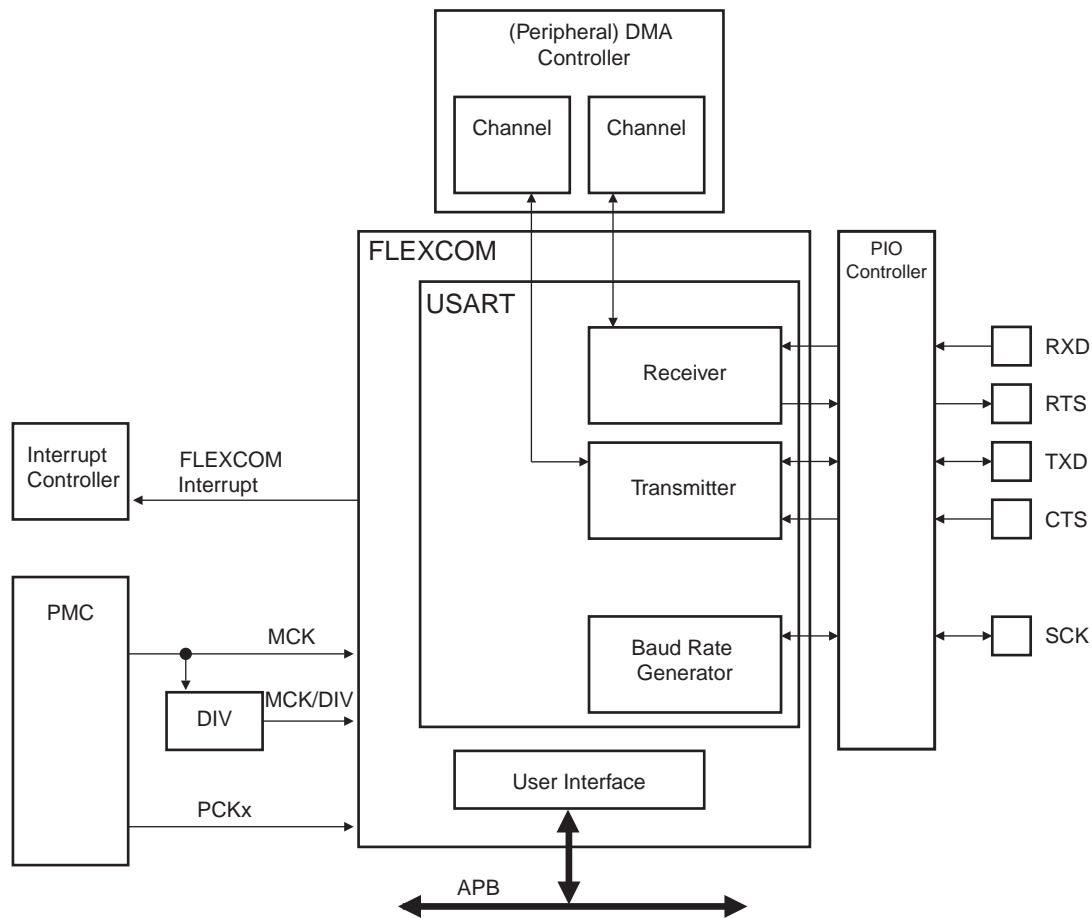 (Peripheral) DMA
Controller
Channel
Channel
FLEXCOM
USART
PIO
Controller
Receiver
RXD
RTS
Interrupt
Controller
FLEXCOM
Interrupt
Transmitter
TXD
CTS
PMC
MCK
Baud Rate
Generator
SCK
DIV
MCK/DIV
User Interface
PCKx
APB